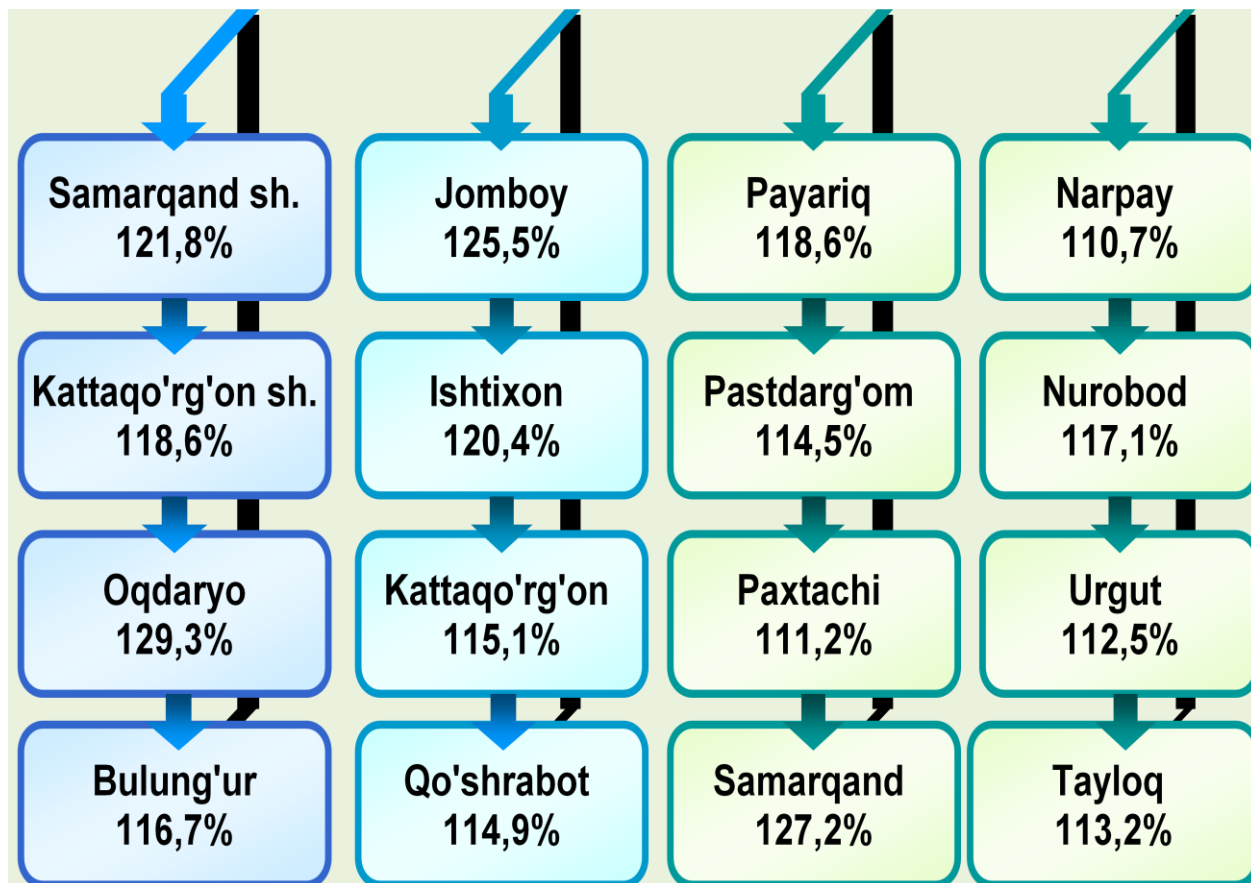 Samarqand sh.
121,8%
Kattaqo'rg'on sh.
118,6%
Oqdaryo
129,3%
Bulung'ur
116,7%
Jomboy
125,5%
Ishtixon
120,4%
Kattaqo'rg'on
115,1%
Qo'shrabot
114,9%
Payariq
118,6%
Pastdarg'om
114,5%
Paxtachi
111,2%
Samarqand
127,2%
Narpay
110,7%
Nurobod
117,1%
Urgut
112,5%
Tayloq
113,2%